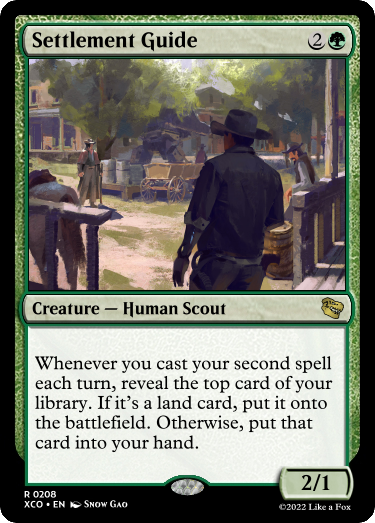 Settlement Guide 2
Creature — Human Scout
Whenever you cast your second spell
each turn, reveal the top card of your
library. If it's a land card, put it onto
the battlefield. Otherwise, put that
card into your hand.
2/1
R 0208
XCO • EN Snow Gao
©2022 Like a Fox